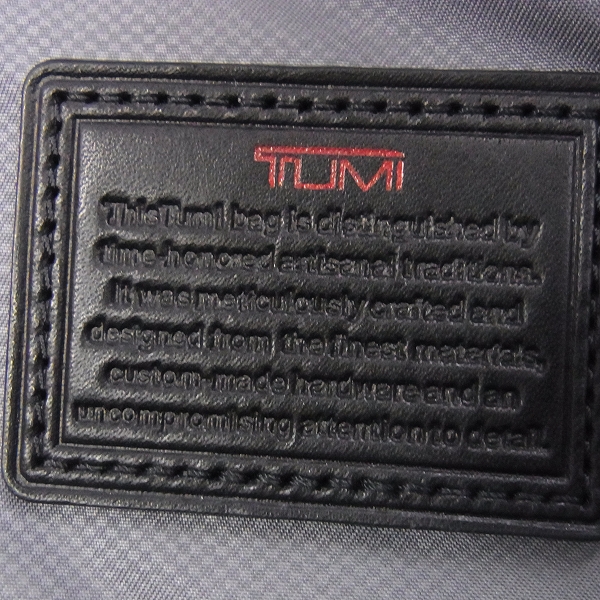 TUMI
This Tumi bag is distinguished by
time-honored artisanal traditions.
It was meticulously crafted and
designed from the finest materials,
custom-made hardware and an
uncompromising attention to detail.